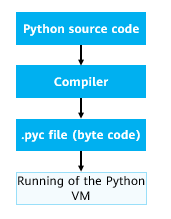 Python source code
Compiler
.pyc file (byte code)
Running of the Python
VM